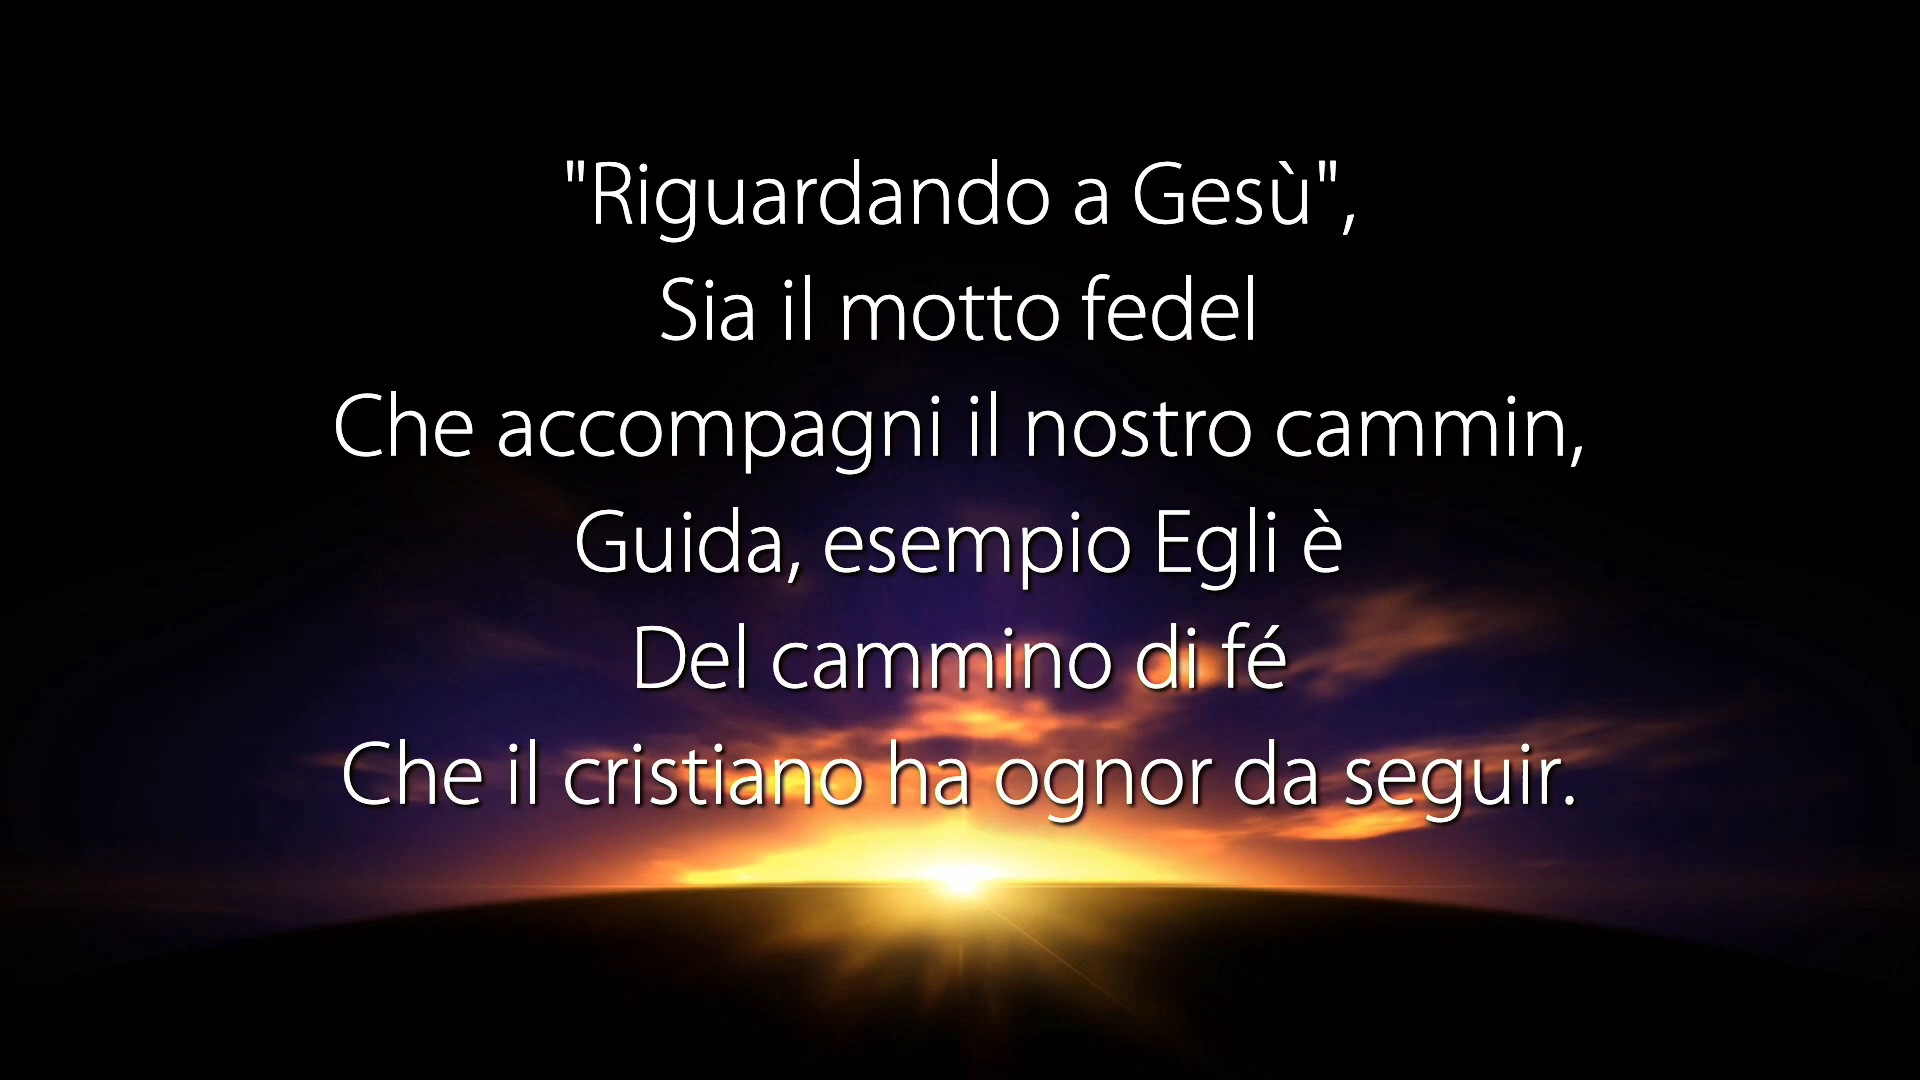 "Riguardando a Gesù",
Sia il motto fedel
Che accompagni il nostro cammin,
Guida, esempio Egli è
Del cammino di fé
Che il cristiano ha ognor da seguir.